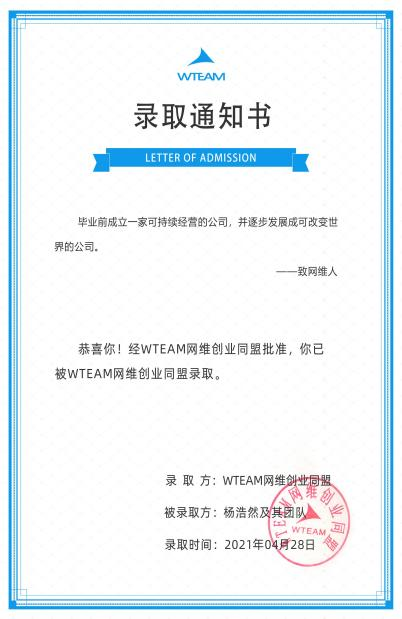 WTEAM
录取通知书
LETTER OF ADMISSION
毕业前成立一家可持续经营的公司，并逐步发展成可改变世
界的公司。
——致网维人
恭喜你！经WTEAM网维创业同盟批准，你已
被WTEAM网维创业同盟录取。
录 取 方：WTEAM网维创业同盟
被录取方：杨浩然及其团队
录取时间：2021年04月28日
WTEAM网维创业同盟
WTEAM